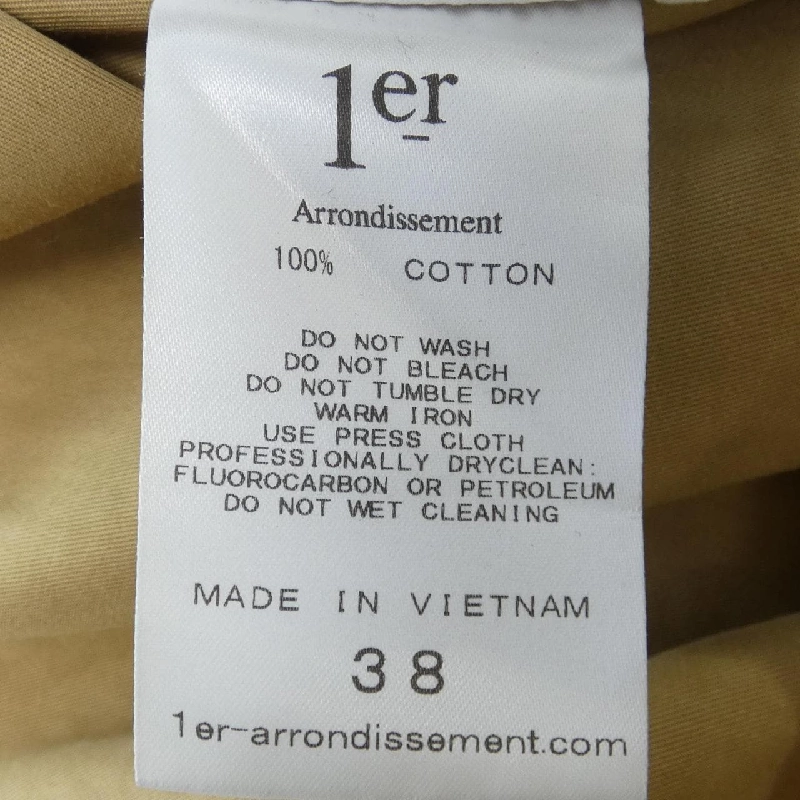 1er
Arrondissement
100% COTTON
DO NOT WASH
DO NOT BLEACH
DO NOT TUMBLE DRY
WARM IRON
USE PRESS CLOTH
PROFESSIONALLY DRYCLEAN:
FLUOROCARBON OR PETROLEUM
DO NOT WET CLEANING
MADE IN VIETNAM
38
1er-arrondissement.com